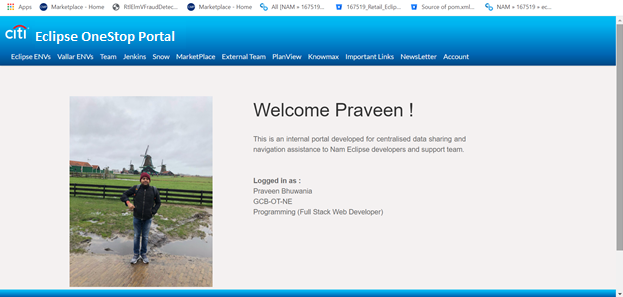 Apps
Marketplace - Home
RtlElmVFraudDetec...
Marketplace - Home
All [NAM + 167519...
167519_Retail_Eclip...
Source of pom.xml...
NAM + 167519 » ec...
citi
Eclipse OneStop Portal
Eclipse ENVs Vallar ENVs Team Jenkins Snow MarketPlace External Team PlanView Knowmax Important Links NewsLetter Account
Welcome Praveen !
This is an internal portal developed for centralised data sharing and
navigation assistance to Nam Eclipse developers and support team.
Logged in as :
Praveen Bhuwania
GCB-OT-NE
Programming (Full Stack Web Developer)